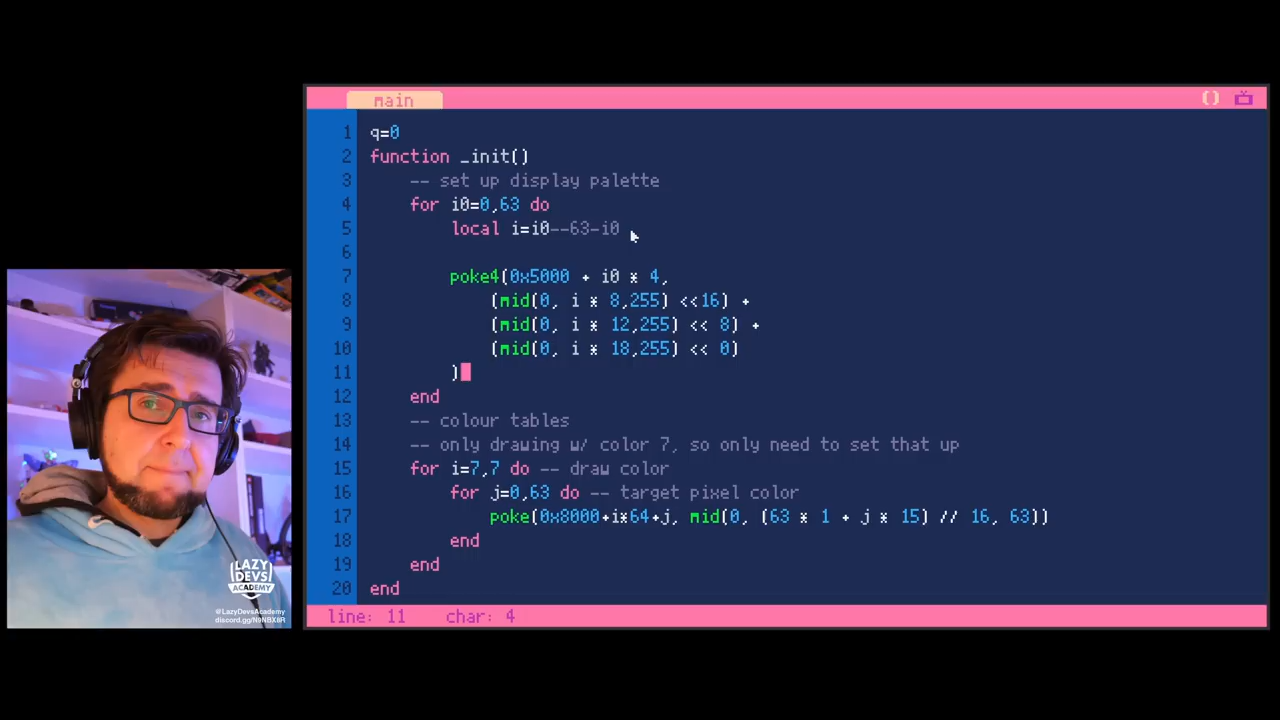 main
1 q=0
2 function _init()
3 -- set up display palette
4 for i0=0,63 do
5 local i=i0--63-i0
6
7 poke4(0x5000 + i0 * 4,
8 (mid(0, i * 8,255) <<16) +
9 (mid(0, i * 12,255) << 8) +
10 (mid(0, i * 18,255) << 0)
11 )
12 end
13 -- colour tables
14 -- only drawing w/ color 7, so only need to set that up
15 for i=7,7 do -- draw color
16 for j=0,63 do -- target pixel color
17 poke(0x8000+i*64+j, mid(0, (63 * 1 + j * 15) // 16, 63))
18 end
19 end
20 end
line: 11 char: 4
LAZY
DEVS
ACADEMY
@LazyDevsAcademy
discord.gg/N9NBX8R